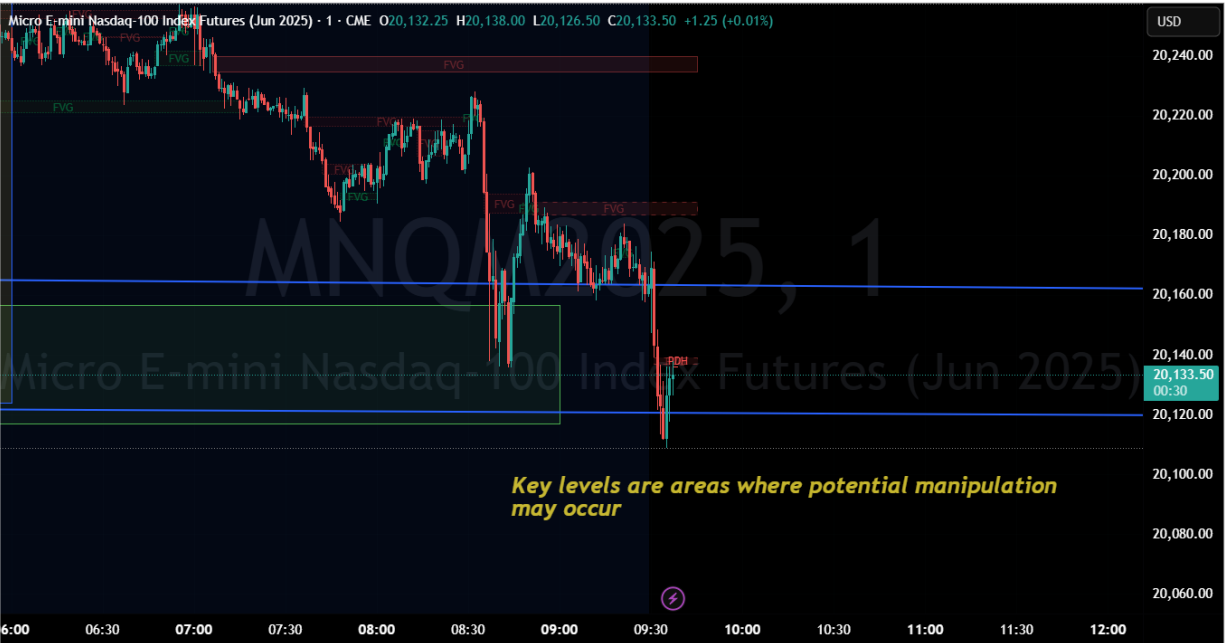 Micro E-mini Nasdaq-100 Index Futures (Jun 2025) · 1 · CME O20,132.25 H20,138.00 L20,126.50 C20,133.50 +1.25 (+0.01%)
USD
20,240.00
20,220.00
20,200.00
20,180.00
20,160.00
20,140.00
20,133.50
00:30
20,120.00
20,100.00
20,080.00
20,060.00
FVG
FVG
FVG
FVG
FVG
FVG
FVG
FVG
FVG
MNQM2025, 1
Micro E-mini Nasdaq-100 Index Futures (Jun 2025)
PDH
Key levels are areas where potential manipulation
may occur
6:00 06:30 07:00 07:30 08:00 08:30 09:00 09:30 10:00 10:30 11:00 11:30 12:00